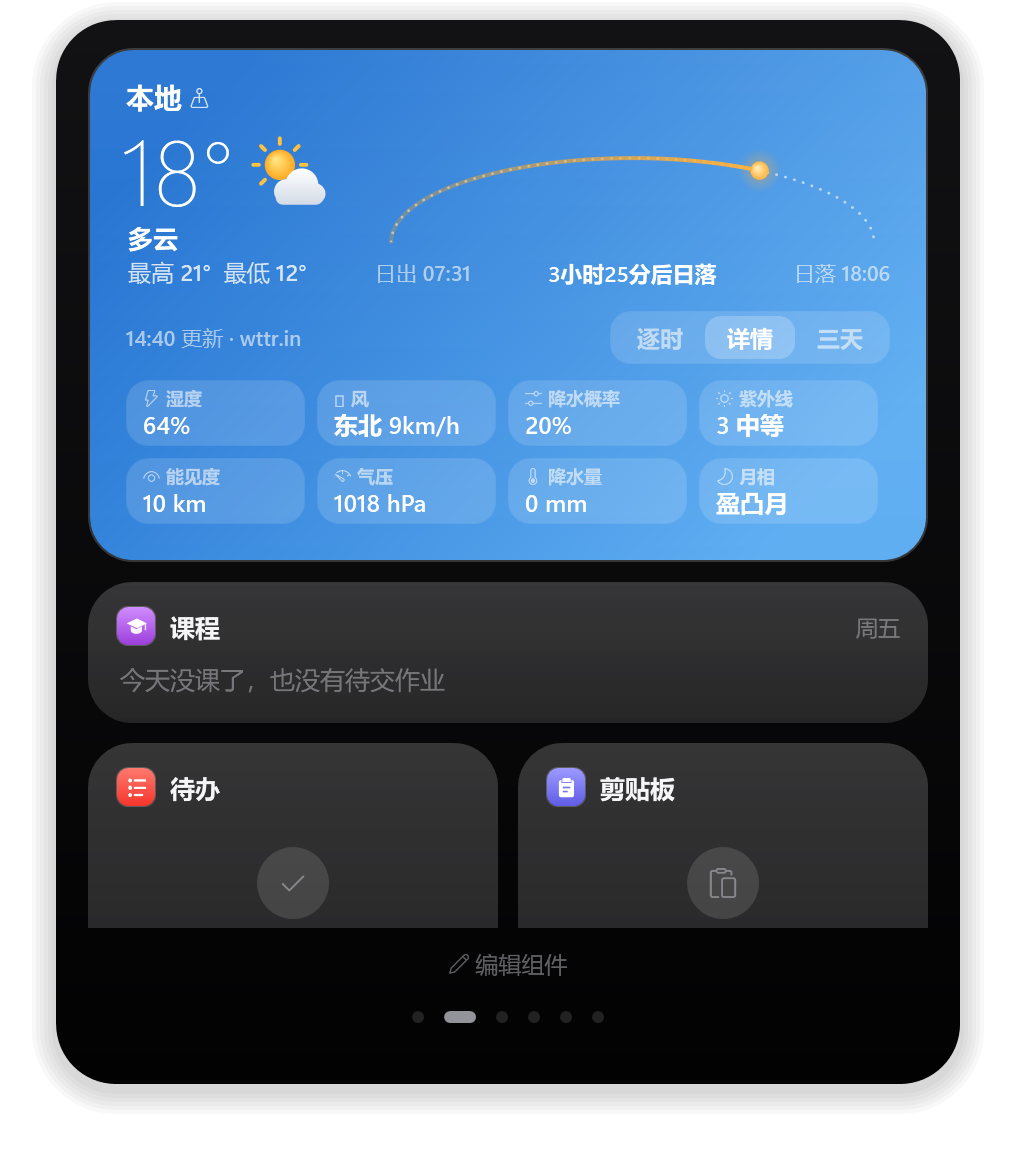 本地
18°
多云
最高 21° 最低 12°
日出 07:31
3小时25分后日落
日落 18:06
14:40 更新 · wttr.in
逐时 详情 三天
湿度
64%
风
东北 9km/h
降水概率
20%
紫外线
3 中等
能见度
10 km
气压
1018 hPa
降水量
0 mm
月相
盈凸月
课程
周五
今天没课了，也没有待交作业
待办
剪贴板
编辑组件